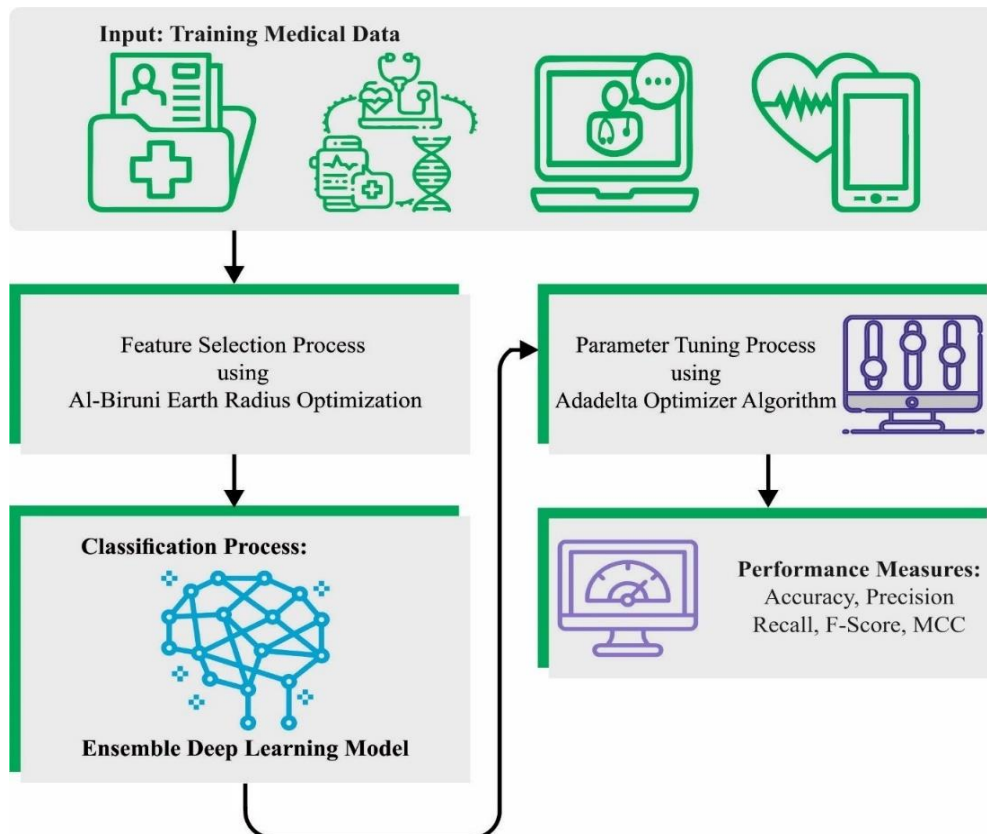 Input: Training Medical Data
Feature Selection Process
using
Al-Biruni Earth Radius Optimization
Classification Process:
Ensemble Deep Learning Model
Parameter Tuning Process
using
Adadelta Optimizer Algorithm
Performance Measures:
Accuracy, Precision
Recall, F-Score, MCC